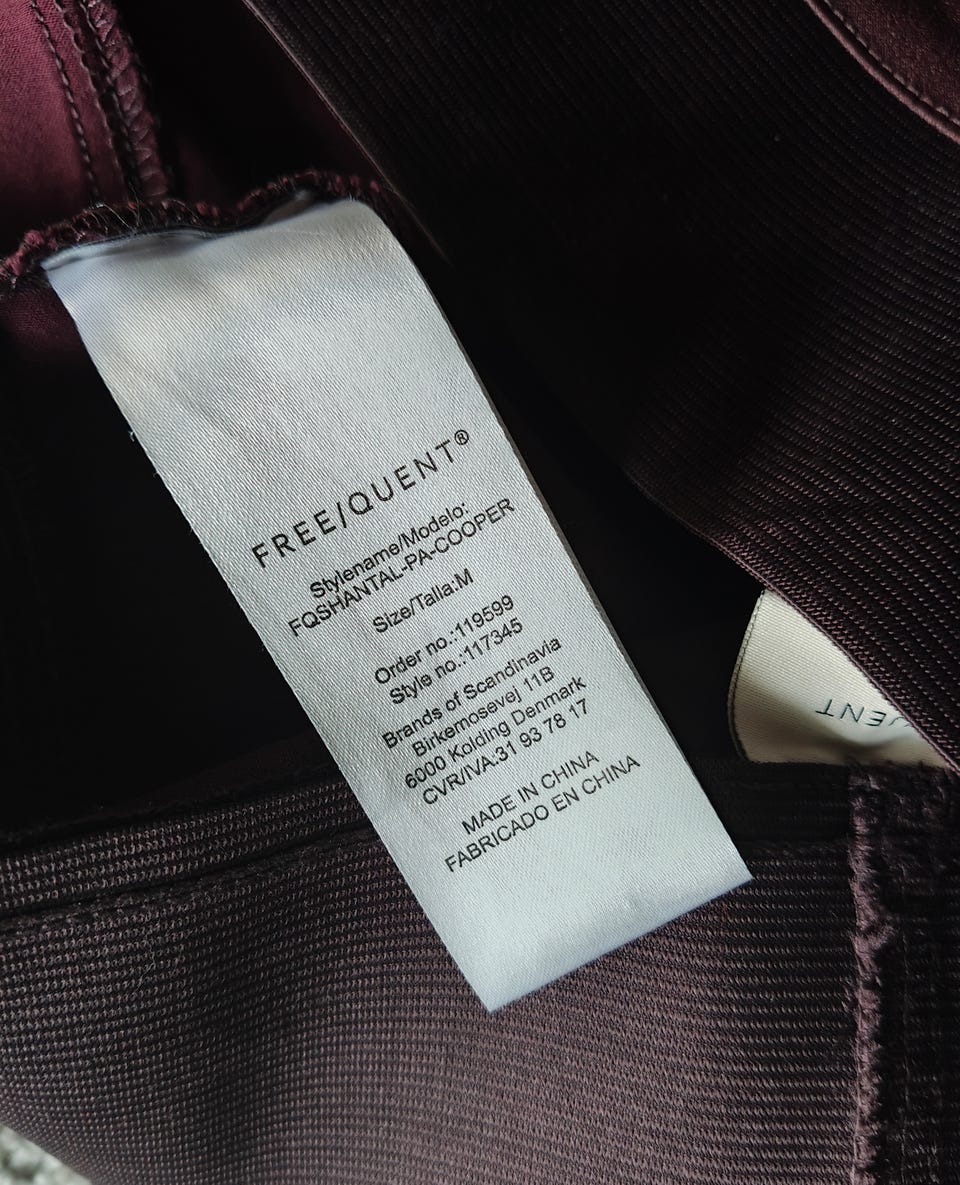 FREE/QUENT®
Stylename/Modelo:
FQSHANTAL-PA-COOPER
Size/Talla:M
Order no.:119599
Style no.:117345
Brands of Scandinavia
Birkemosevej 11B
6000 Kolding Denmark
CVR/IVA:31 93 78 17
MADE IN CHINA
FABRICADO EN CHINA
UENT